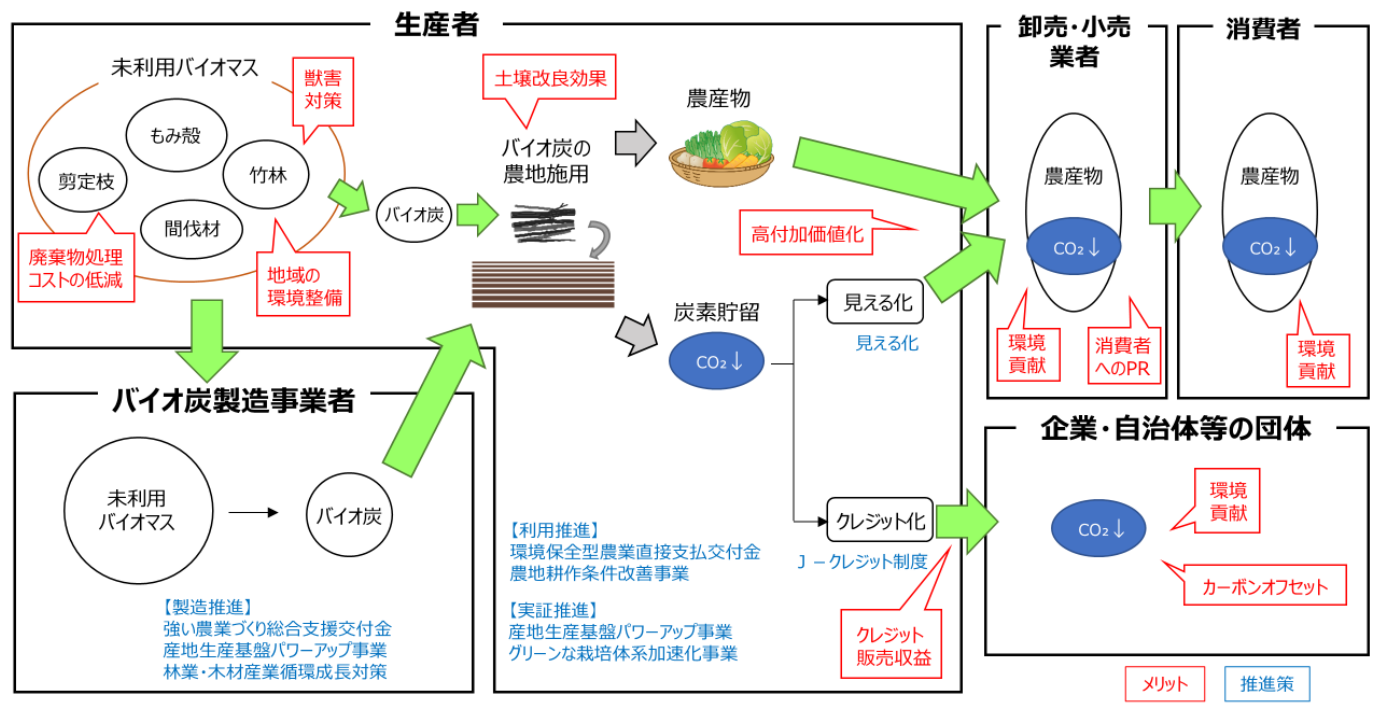 生産者
未利用バイオマス
獣害
対策
もみ殻
剪定枝
竹林
間伐材
廃棄物処理
コストの低減
地域の
環境整備
バイオ炭
土壌改良効果
バイオ炭の
農地施用
農産物
高付加価値化
炭素貯留
CO₂↓
見える化
見える化
クレジット化
J-クレジット制度
クレジット
販売収益
【利用推進】
環境保全型農業直接支払交付金
農地耕作条件改善事業
【実証推進】
産地生産基盤パワーアップ事業
グリーンな栽培体系加速化事業
バイオ炭製造事業者
未利用
バイオマス
バイオ炭
【製造推進】
強い農業づくり総合支援交付金
産地生産基盤パワーアップ事業
林業・木材産業循環成長対策
卸売・小売
業者
農産物
CO₂↓
環境
貢献
消費者
へのPR
消費者
農産物
CO₂↓
環境
貢献
企業・自治体等の団体
CO₂↓
環境
貢献
カーボンオフセット
メリット
推進策